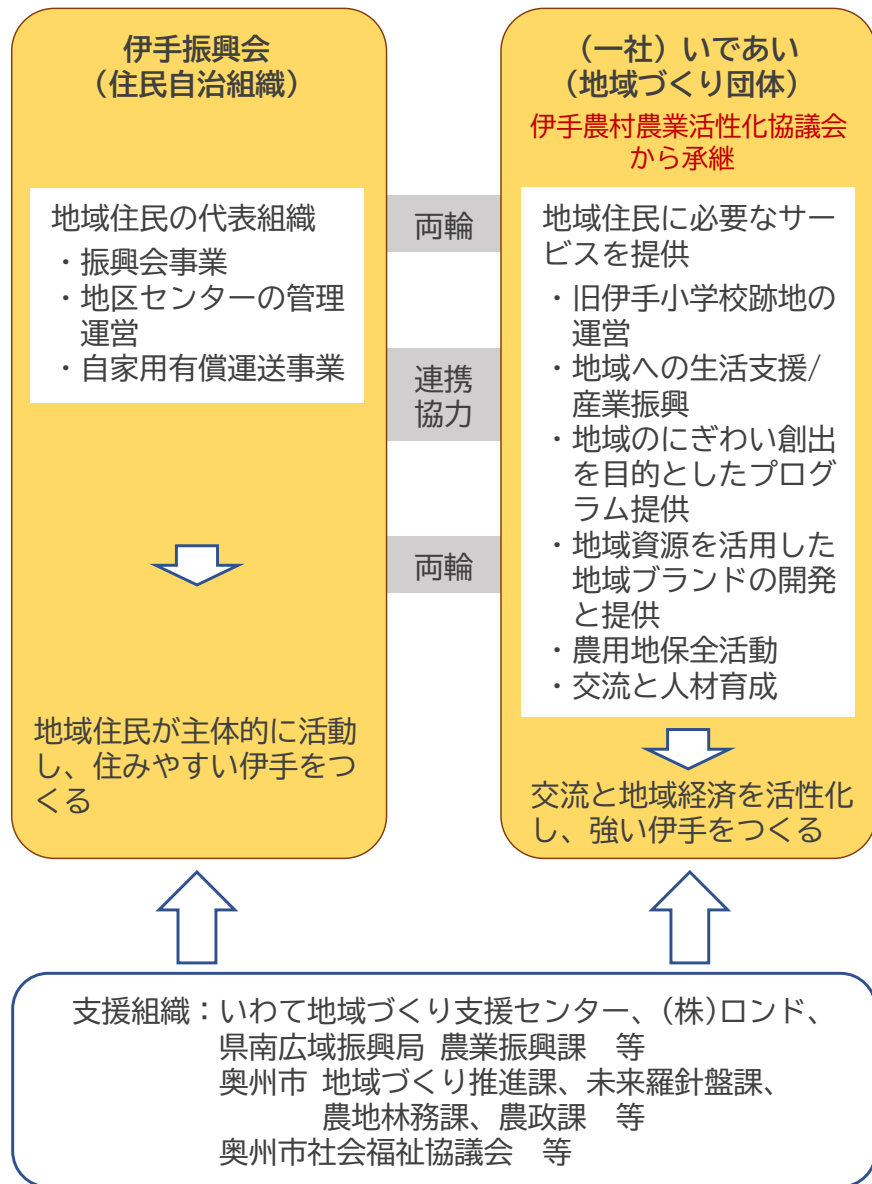 伊手振興会
（住民自治組織）
地域住民の代表組織
・振興会事業
・地区センターの管理
運営
・自家用有償運送事業
地域住民が主体的に活動
し、住みやすい伊手をつ
くる
両輪
連携
協力
両輪
（一社）いであい
（地域づくり団体）
伊手農村農業活性化協議会
から承継
地域住民に必要なサー
ビスを提供
・旧伊手小学校跡地の
運営
・地域への生活支援/
産業振興
・地域のにぎわい創出
を目的としたプログ
ラム提供
・地域資源を活用した
地域ブランドの開発
と提供
・農用地保全活動
・交流と人材育成
交流と地域経済を活性化
し、強い伊手をつくる
支援組織：いわて地域づくり支援センター、(株)ロンド、
県南広域振興局 農業振興課　等
奥州市 地域づくり推進課、未来羅針盤課、
農地林務課、農政課　等
奥州市社会福祉協議会　等